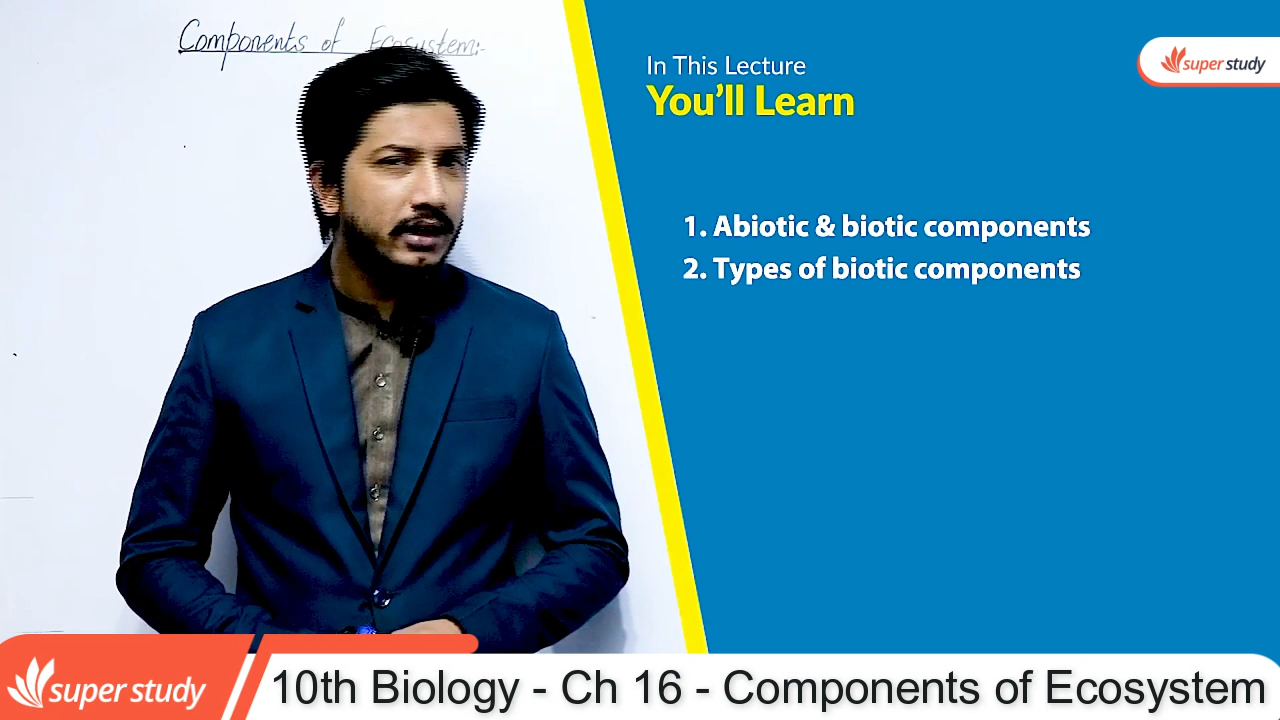 Components of Ecosystem:-
In This Lecture
You'll Learn
super study
1. Abiotic & biotic components
2. Types of biotic components
super study
10th Biology - Ch 16 - Components of Ecosystem